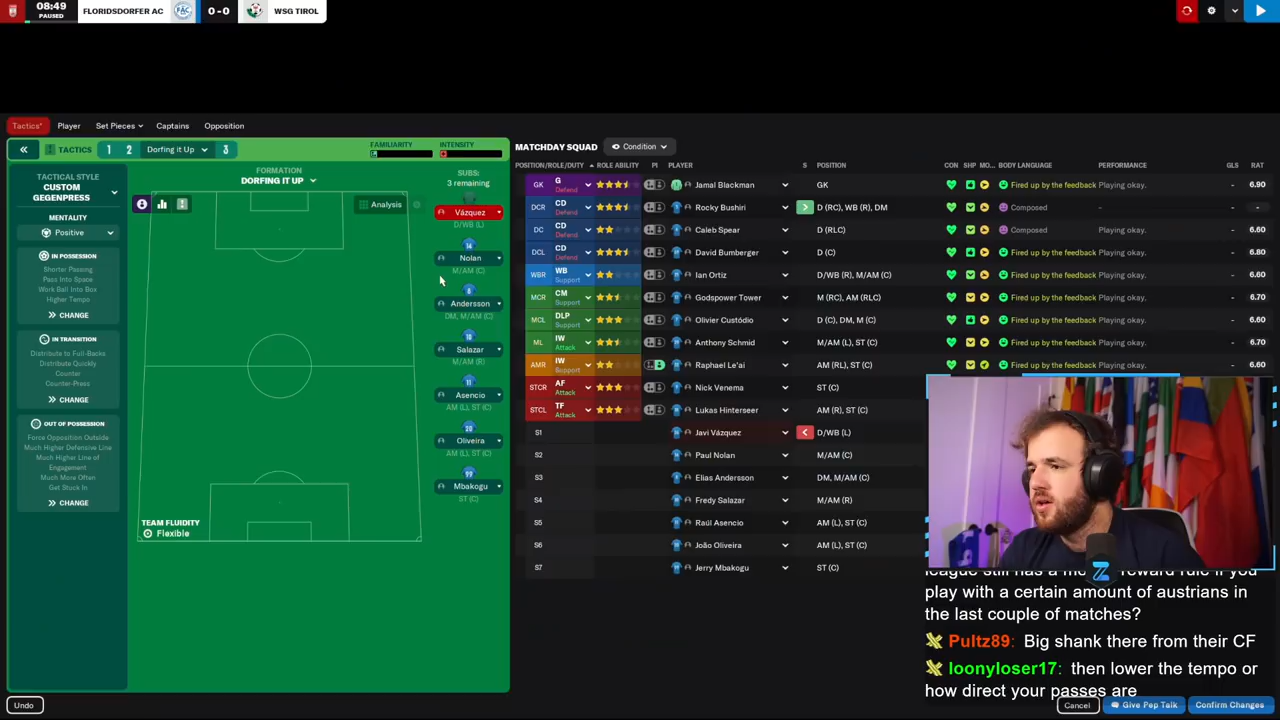 08:49
PAUSED
FLORIDSDORFER AC
0-0
WSG TIROL
Tactics*
Player
Set Pieces
Captains
Opposition
TACTICS
1
2
Dorfing it Up
3
FAMILIARITY
INTENSITY
TACTICAL STYLE
CUSTOM
GEGENPRESS
MENTALITY
Positive
IN POSSESSION
Shorter Passing
Pass Into Space
Work Ball Into Box
Higher Tempo
CHANGE
IN TRANSITION
Distribute to Full-Backs
Distribute Quickly
Counter
Counter-Press
CHANGE
OUT OF POSSESSION
Force Opposition Outside
Much Higher Defensive Line
Much Higher Line of
Engagement
Much More Often
Get Stuck In
CHANGE
FORMATION
DORFING IT UP
Analysis
TEAM FLUIDITY
Flexible
SUBS:
3 remaining
Vázquez
D/WB (L)
14
Nolan
M/AM (C)
8
Andersson
DM, M/AM (C)
10
Salazar
M/AM (R)
11
Asencio
AM (L), ST (C)
20
Oliveira
AM (L), ST (C)
99
Mbakogu
ST (C)
MATCHDAY SQUAD
Condition
POSITION/ROLE/DUTY ROLE ABILITY PI PLAYER S POSITION CON SHP MO... BODY LANGUAGE PERFORMANCE GLS RAT
GK G Defend Jamal Blackman GK Fired up by the feedback Playing okay. - 6.90
DCR CD Defend Rocky Bushiri D (RC), WB (R), DM Composed - - -
DC CD Defend Caleb Spear D (RLC) Composed Playing okay. - 6.60
DCL CD Defend David Bumberger D (C) Fired up by the feedback Playing okay. - 6.80
WBR WB Support Ian Ortiz D/WB (R), M/AM (C) Fired up by the feedback Playing okay. - 6.60
MCR CM Support Godspower Tower M (RC), AM (RLC) Fired up by the feedback Playing okay. - 6.70
MCL DLP Support Olivier Custódio D (C), DM, M (C) Fired up by the feedback Playing okay. - 6.60
ML IW Attack Anthony Schmid M/AM (L), ST (C) Fired up by the feedback Playing okay. - 6.70
AMR IW Support Raphael Le'ai AM (RL), ST (C) Fired up by the feedback Playing okay. - 6.60
STCR AF Attack Nick Venema ST (C)
STCL TF Attack Lukas Hinterseer AM (R), ST (C)
S1 Javi Vázquez D/WB (L)
S2 Paul Nolan M/AM (C)
S3 Elias Andersson DM, M/AM (C)
S4 Fredy Salazar M/AM (R)
S5 Raúl Asencio AM (L), ST (C)
S6 João Oliveira AM (L), ST (C)
S7 Jerry Mbakogu ST (C)
league still has a reward rule if you
play with a certain amount of austrians in
the last couple of matches?
Pultz89: Big shank there from their CF
loonyloser17: then lower the tempo or
how direct your passes are
Undo
Cancel
Give Pep Talk
Confirm Changes